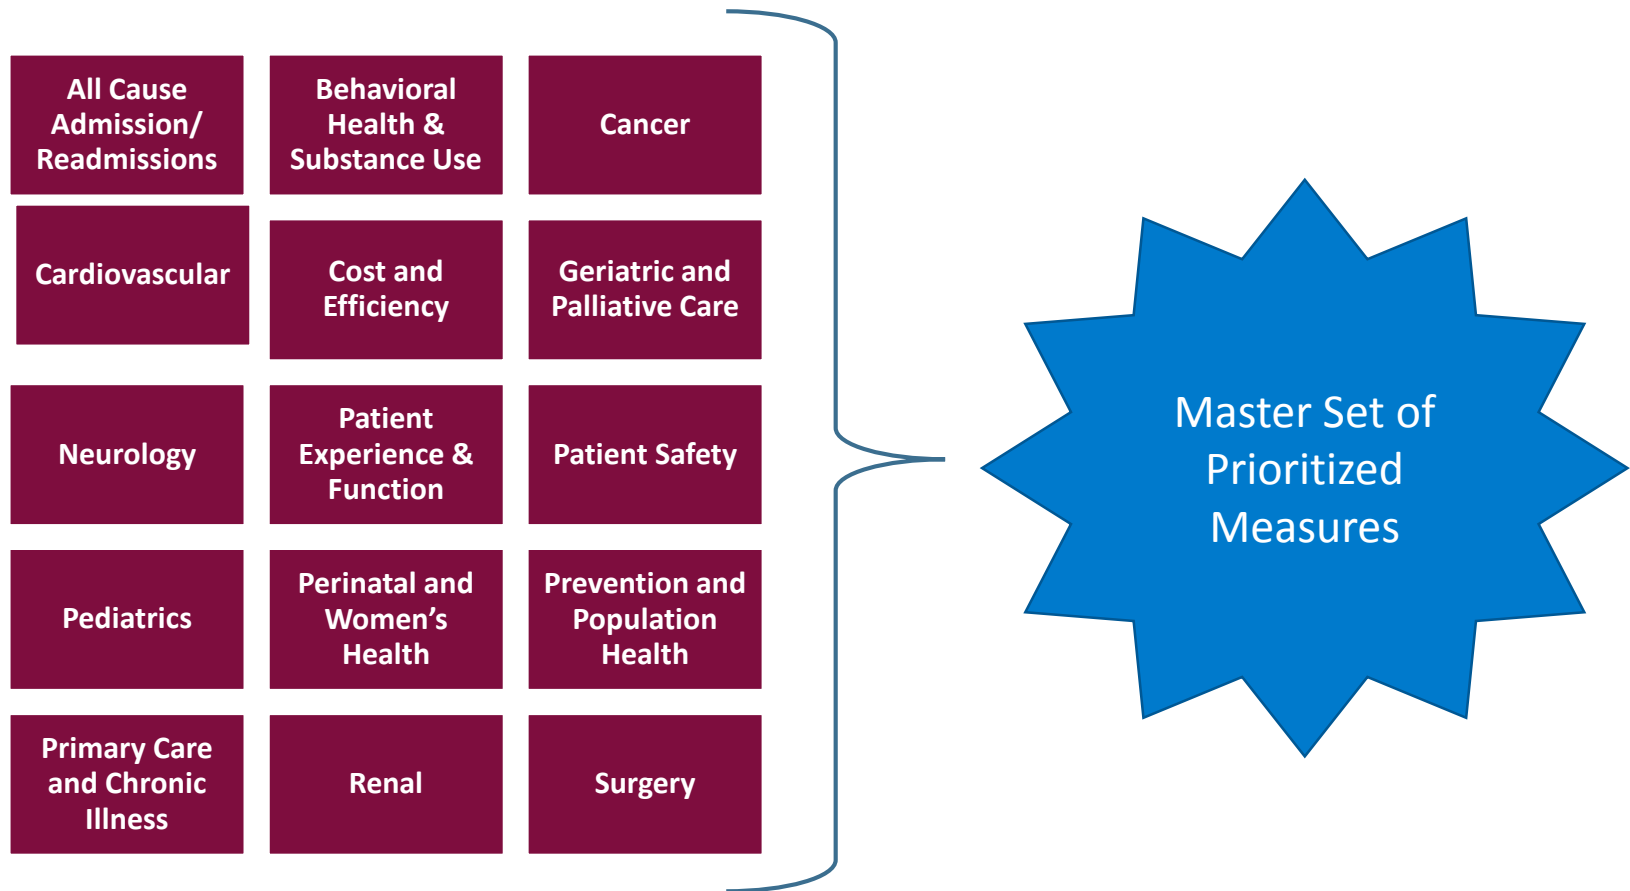 All Cause
Admission/
Readmissions
Behavioral
Health &
Substance Use
Cancer
Cardiovascular
Cost and
Efficiency
Geriatric and
Palliative Care
Neurology
Patient
Experience &
Function
Patient Safety
Pediatrics
Perinatal and
Women’s
Health
Prevention and
Population
Health
Primary Care
and Chronic
Illness
Renal
Surgery
Master Set of
Prioritized
Measures